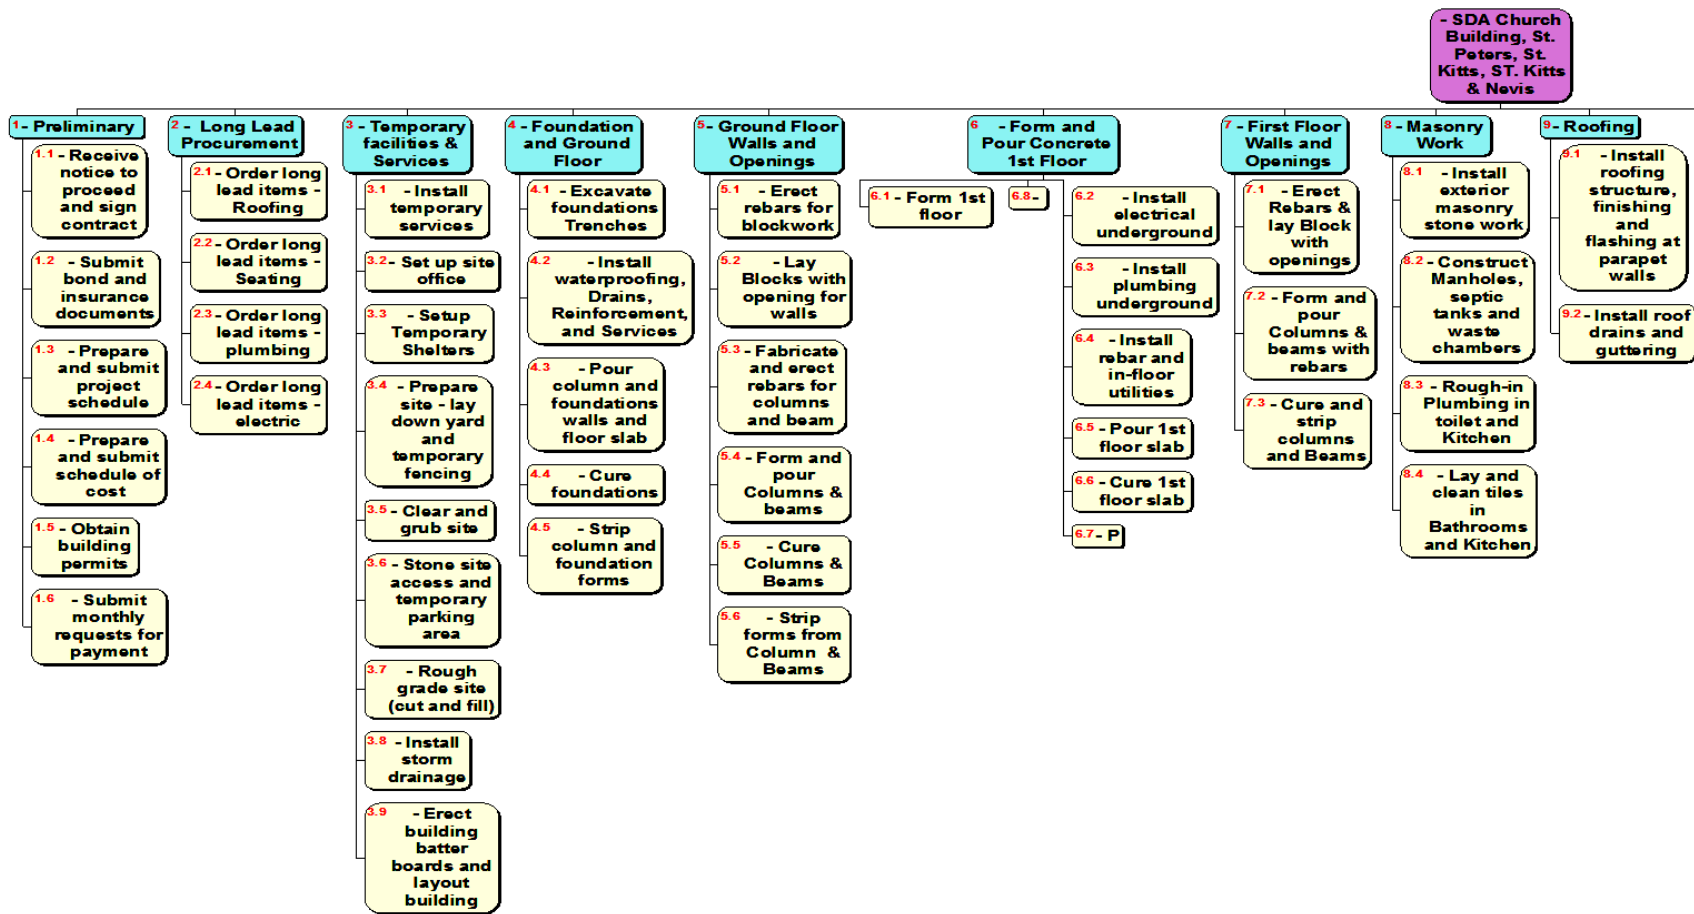 - SDA Church
Building, St.
Peters, St.
Kitts, ST. Kitts
& Nevis
1 - Preliminary
1.1 - Receive
notice to
proceed
and sign
contract
1.2 - Submit
bond and
insurance
documents
1.3 - Prepare
and submit
project
schedule
1.4 - Prepare
and submit
schedule of
cost
1.5 - Obtain
building
permits
1.6 - Submit
monthly
requests for
payment
2 - Long Lead
Procurement
2.1 - Order long
lead items -
Roofing
2.2 - Order long
lead items -
Seating
2.3 - Order long
lead items -
plumbing
2.4 - Order long
lead items -
electric
3 - Temporary
facilities &
Services
3.1 - Install
temporary
services
3.2 - Set up site
office
3.3 - Setup
Temporary
Shelters
3.4 - Prepare
site - lay
down yard
and
temporary
fencing
3.5 - Clear and
grub site
3.6 - Stone site
access and
temporary
parking
area
3.7 - Rough
grade site
(cut and fill)
3.8 - Install
storm
drainage
3.9 - Erect
building
batter
boards and
layout
building
4 - Foundation
and Ground
Floor
4.1 - Excavate
foundations
Trenches
4.2 - Install
waterproofing,
Drains,
Reinforcement,
and Services
4.3 - Pour
column and
foundations
walls and
floor slab
4.4 - Cure
foundations
4.5 - Strip
column and
foundation
forms
5 - Ground Floor
Walls and
Openings
5.1 - Erect
rebars for
blockwork
5.2 - Lay
Blocks with
opening for
walls
5.3 - Fabricate
and erect
rebars for
columns
and beam
5.4 - Form and
pour
Columns &
beams
5.5 - Cure
Columns &
Beams
5.6 - Strip
forms from
Column & 
Beams
6 - Form and
Pour Concrete
1st Floor
6.1 - Form 1st
floor
6.8 -
6.2 - Install
electrical
underground
6.3 - Install
plumbing
underground
6.4 - Install
rebar and
in-floor
utilities
6.5 - Pour 1st
floor slab
6.6 - Cure 1st
floor slab
6.7 - P
7 - First Floor
Walls and
Openings
7.1 - Erect
Rebars &
lay Block
with
openings
7.2 - Form and
pour
Columns &
beams with
rebars
7.3 - Cure and
strip
columns
and Beams
8 - Masonry
Work
8.1 - Install
exterior
masonry
stone work
8.2 - Construct
Manholes,
septic
tanks and
waste
chambers
8.3 - Rough-in
Plumbing in
toilet and
Kitchen
8.4 - Lay and
clean tiles
in
Bathrooms
and Kitchen
9 - Roofing
9.1 - Install
roofing
structure,
finishing
and
flashing at
parapet
walls
9.2 - Install roof
drains and
guttering